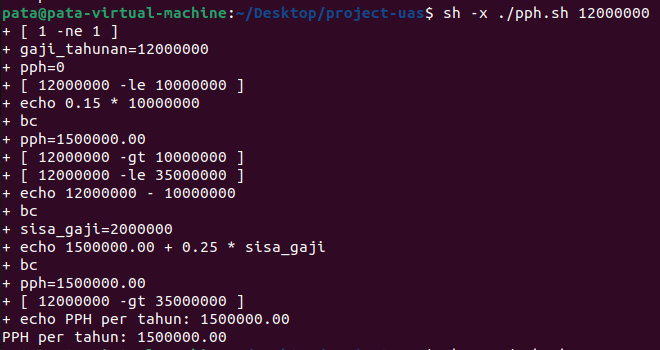 pata@pata-virtual-machine:~/Desktop/project-uas$ sh -x ./pph.sh 12000000
+ [ 1 -ne 1 ]
+ gaji_tahunan=12000000
+ pph=0
+ [ 12000000 -le 10000000 ]
+ echo 0.15 * 10000000
+ bc
+ pph=1500000.00
+ [ 12000000 -gt 10000000 ]
+ [ 12000000 -le 35000000 ]
+ echo 12000000 - 10000000
+ bc
+ sisa_gaji=2000000
+ echo 1500000.00 + 0.25 * sisa_gaji
+ bc
+ pph=1500000.00
+ [ 12000000 -gt 35000000 ]
+ echo PPH per tahun: 1500000.00
PPH per tahun: 1500000.00